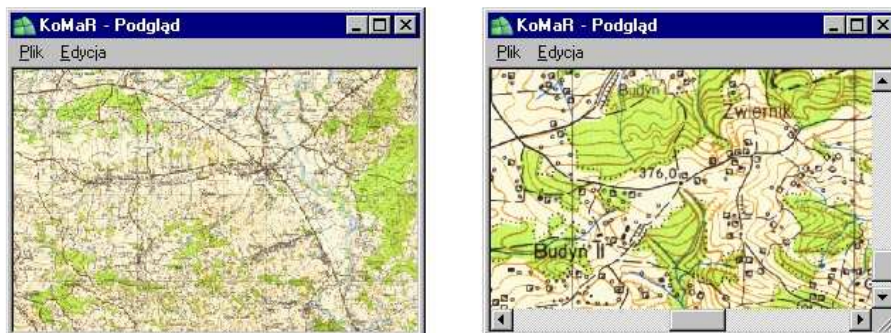 KoMaR - Podgląd
Plik Edycja
KoMaR - Podgląd
Plik Edycja
Budyń I
Zwiernik
376,0
Budyń II